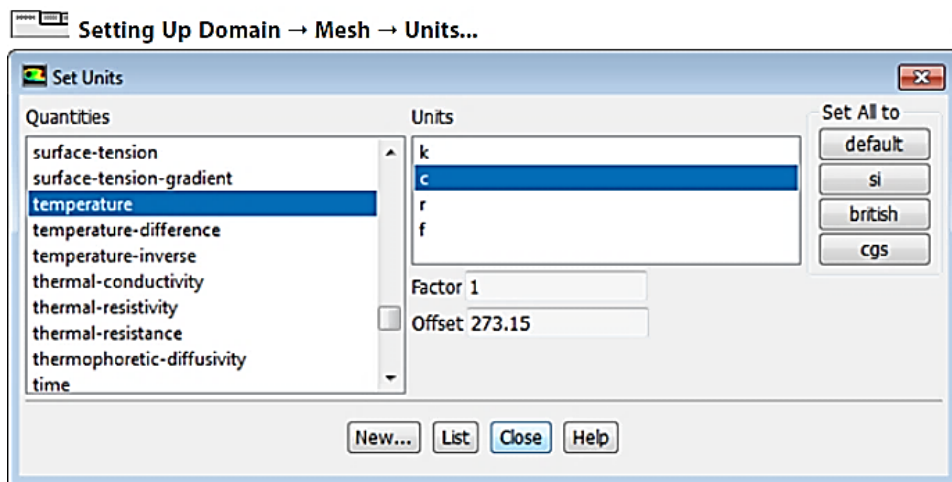 Setting Up Domain → Mesh → Units...
Set Units
Quantities
surface-tension
surface-tension-gradient
temperature
temperature-difference
temperature-inverse
thermal-conductivity
thermal-resistivity
thermal-resistance
thermophoretic-diffusivity
time
Units
k
c
r
f
Factor 1
Offset 273.15
Set All to
default
si
british
cgs
New... List Close Help